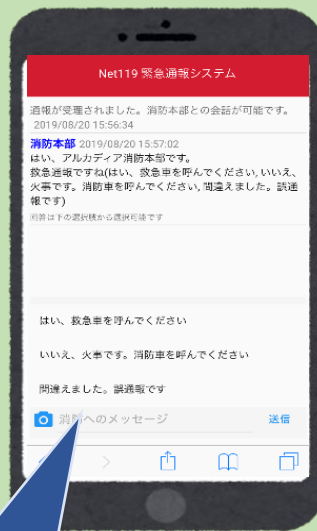 Net119 緊急通報システム
通報が受理されました。消防本部との会話が可能です。
2019/08/20 15:56:34
消防本部 2019/08/20 15:57:02
はい、アルカディア消防本部です。
救急通報ですね(はい、救急車を呼んでください, いいえ、
火事です。消防車を呼んでください, 間違えました。誤通
報です)
回答は下の選択肢から選択可能です
はい、救急車を呼んでください
いいえ、火事です。消防車を呼んでください
間違えました。誤通報です
消防へのメッセージ
送信